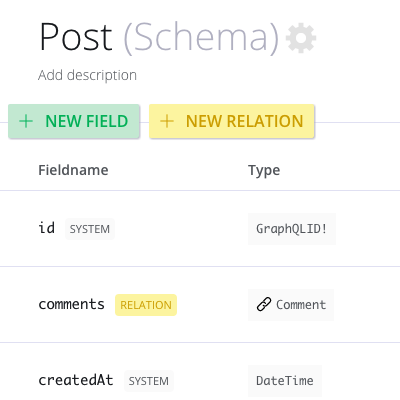 Post (Schema)
Add description
+ NEW FIELD + NEW RELATION
Fieldname Type
id SYSTEM GraphQLID!
comments RELATION Comment
createdAt SYSTEM DateTime